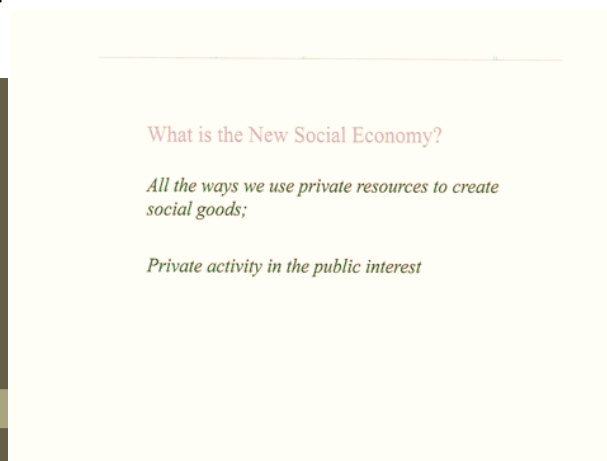 What is the New Social Economy?
All the ways we use private resources to create
social goods;
Private activity in the public interest